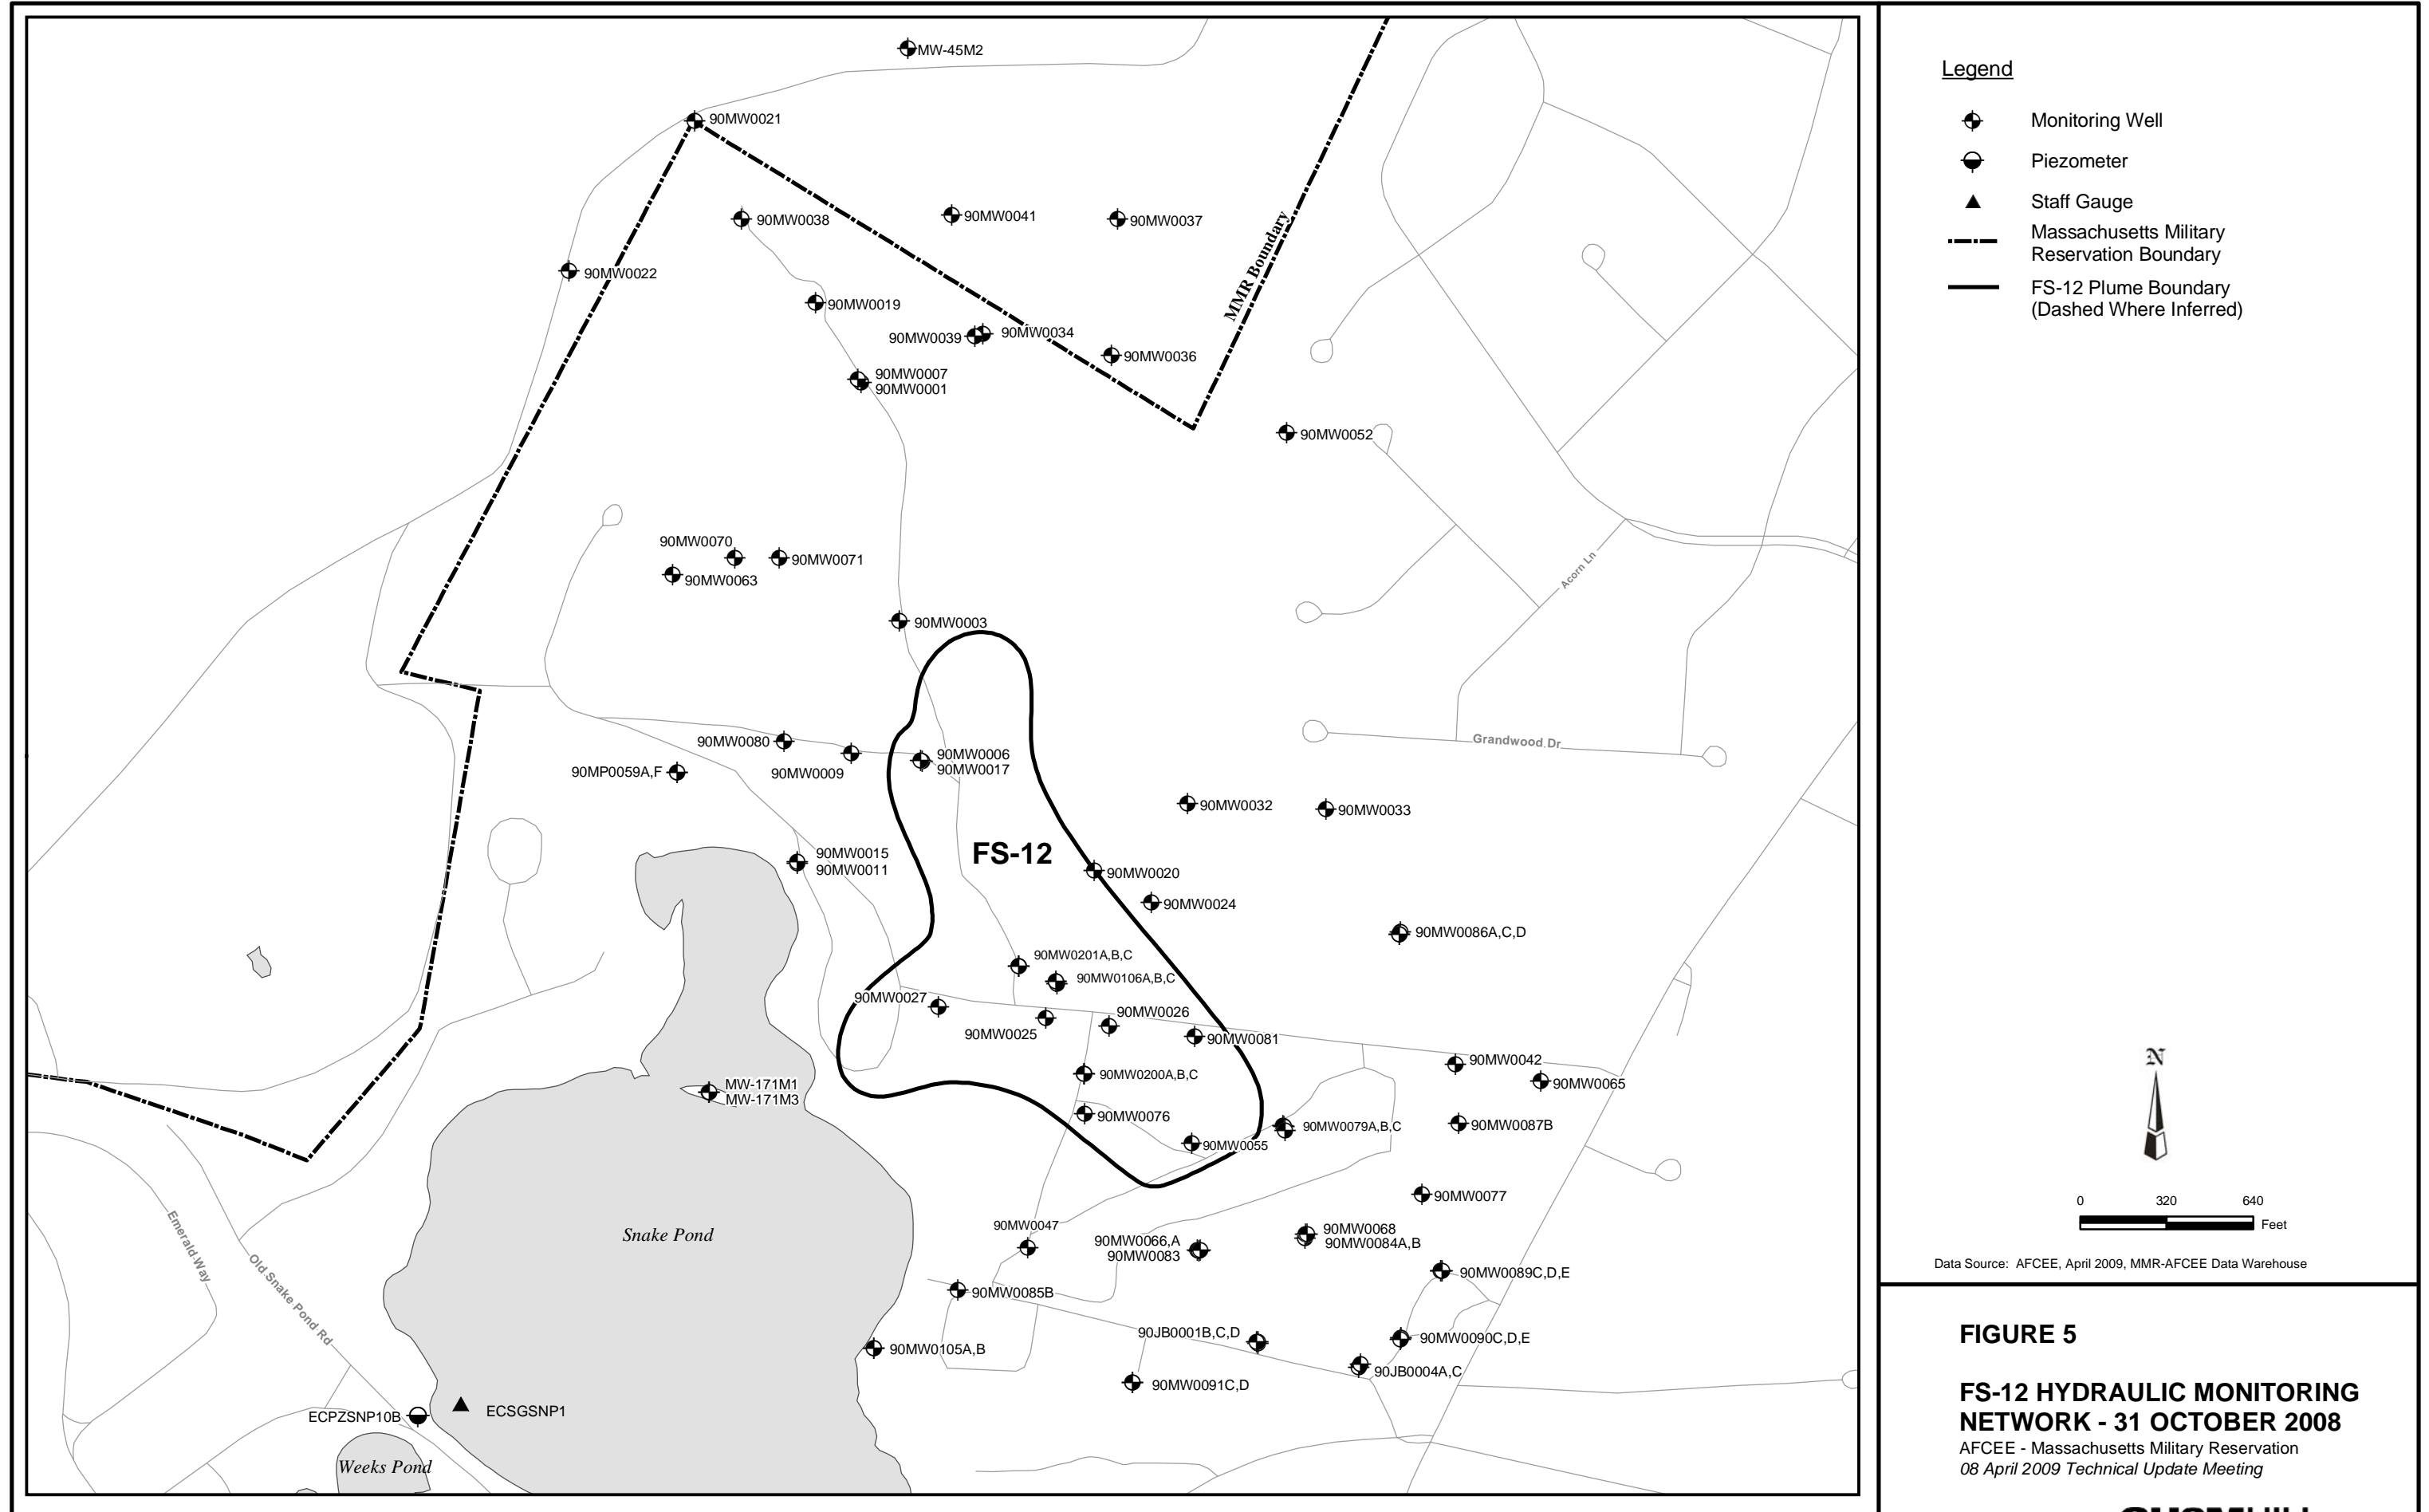 MW-45M2
90MW0021
90MW0038
90MW0041
90MW0037
MMR Boundary
90MW0022
90MW0019
90MW0039
90MW0034
90MW0036
90MW0007
90MW0001
90MW0052
90MW0070
90MW0071
90MW0063
Acorn Ln
90MW0003
Grandwood Dr
90MW0080
90MW0009
90MW0006
90MW0017
90MP0059A,F
90MW0032
90MW0033
90MW0015
90MW0011
FS-12
90MW0020
90MW0024
90MW0086A,C,D
90MW0201A,B,C
90MW0106A,B,C
90MW0027
90MW0026
90MW0025
90MW0081
90MW0042
90MW0065
90MW0200A,B,C
MW-171M1
MW-171M3
90MW0076
90MW0079A,B,C
90MW0087B
90MW0055
90MW0077
Emerald Way
Old Snake Pond Rd
Snake Pond
90MW0047
90MW0066,A
90MW0083
90MW0068
90MW0084A,B
90MW0089C,D,E
90MW0085B
90JB0001B,C,D
90MW0090C,D,E
90MW0105A,B
90JB0004A,C
90MW0091C,D
ECPZSNP10B
ECSGSNP1
Weeks Pond
Legend
Monitoring Well
Piezometer
Staff Gauge
Massachusetts Military
Reservation Boundary
FS-12 Plume Boundary
(Dashed Where Inferred)
N
0 320 640
Feet
Data Source: AFCEE, April 2009, MMR-AFCEE Data Warehouse
FIGURE 5
FS-12 HYDRAULIC MONITORING
NETWORK - 31 OCTOBER 2008
AFCEE - Massachusetts Military Reservation
08 April 2009 Technical Update Meeting